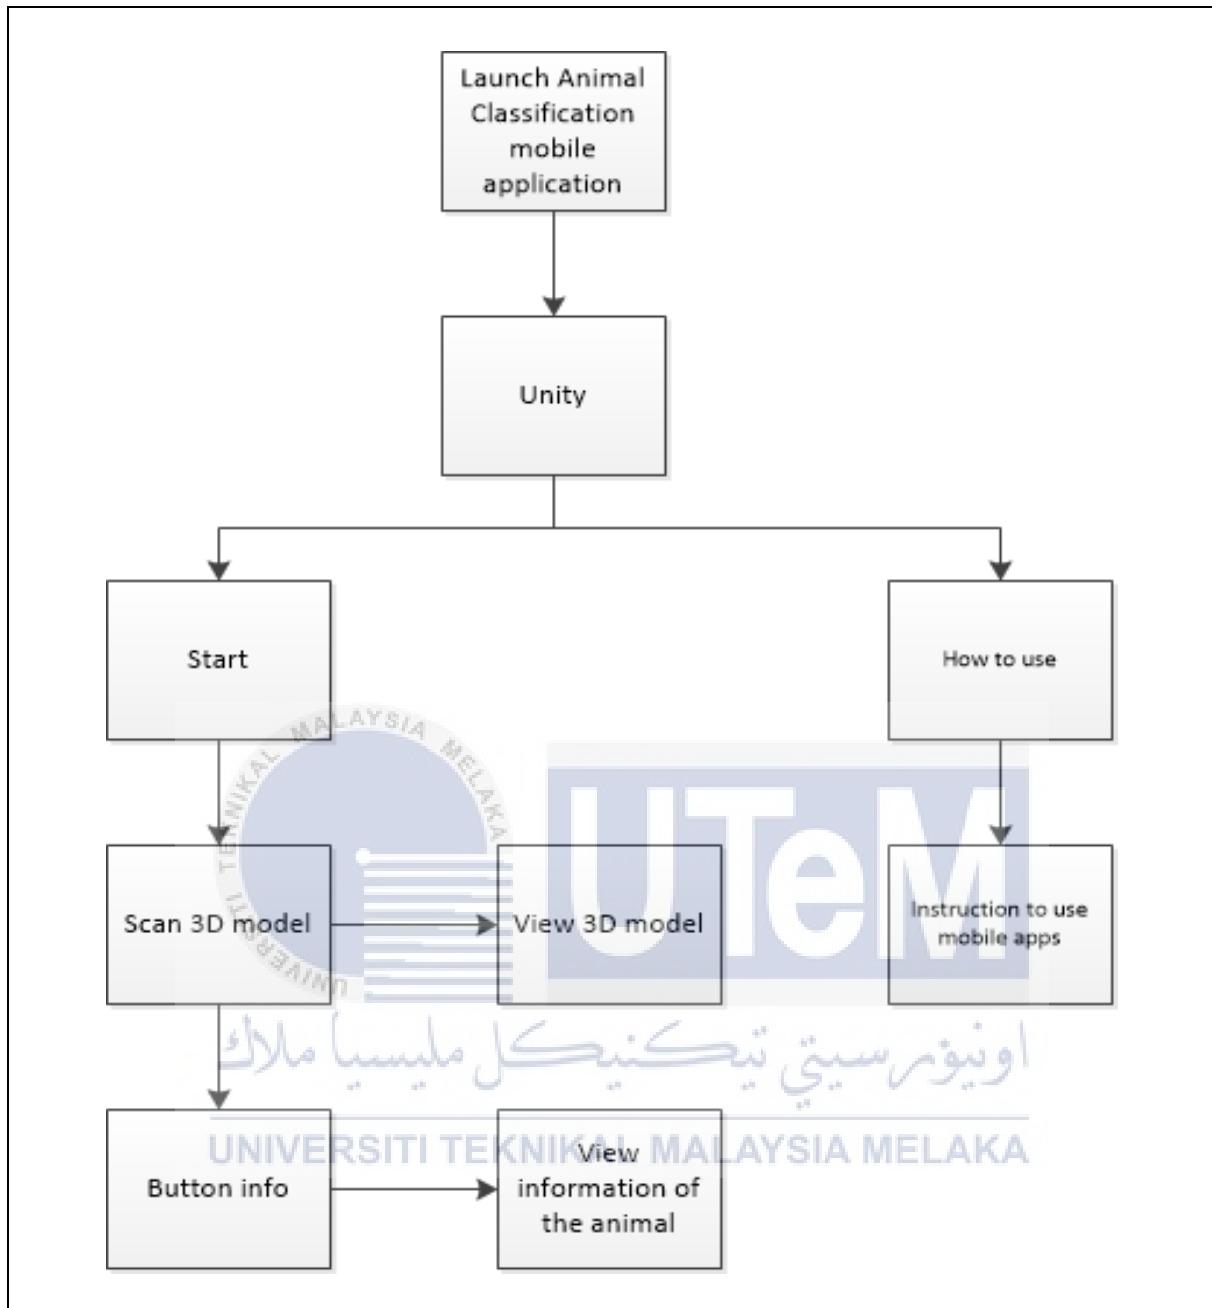 Launch Animal
Classification
mobile
application
Unity
Start
How to use
UNIVERSITI TEKNIKAL MALAYSIA MELAKA
UTeM
Scan 3D model
View 3D model
Instruction to use
mobile apps
اونيۏرسيتي تيكنيكل مليسيا ملاك
UNIVERSITI TEKNIKAL MALAYSIA MELAKA
Button info
View
information of
the animal